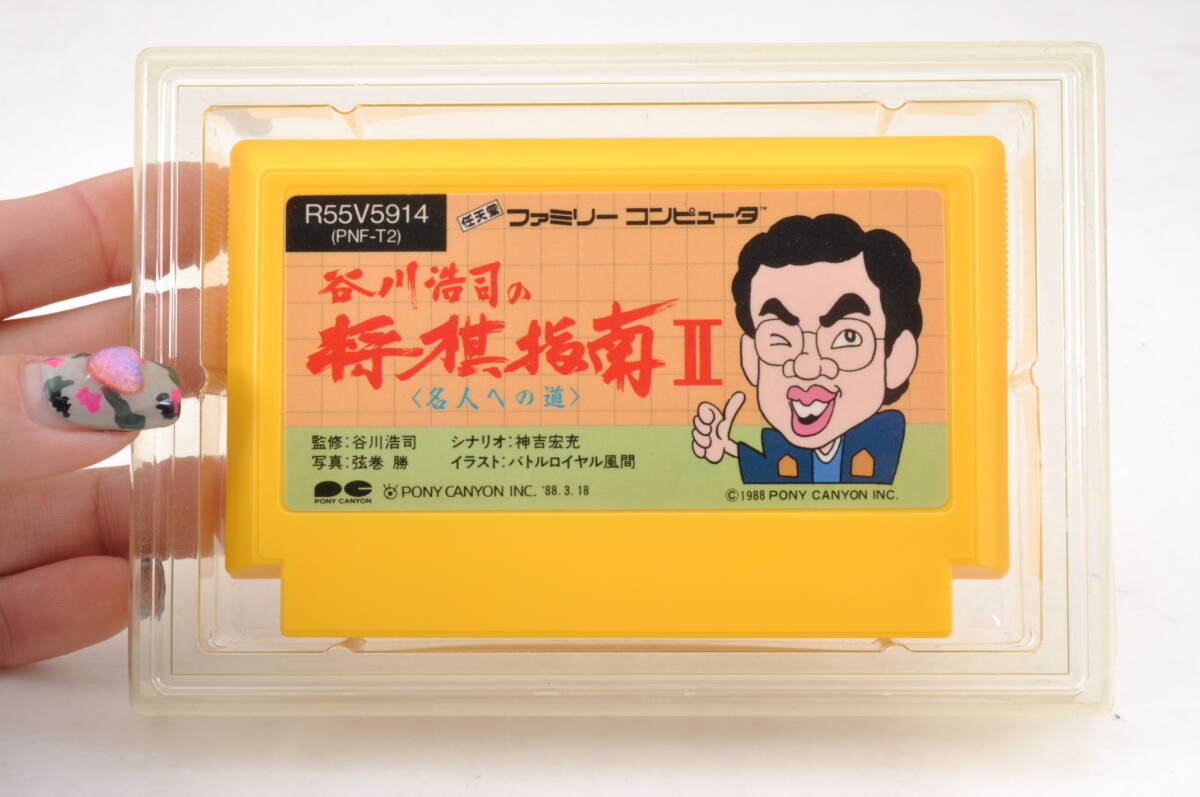 R55V5914
(PNF-T2)
任天堂 ファミリー コンピュータ™
谷川浩司の
将棋指南II
〈名人への道〉
監修:谷川浩司 シナリオ:神吉宏充
写真:弦巻 勝 イラスト:バトルロイヤル風間
PONY CANYON
PONY CANYON INC. '88. 3. 18
©1988 PONY CANYON INC.